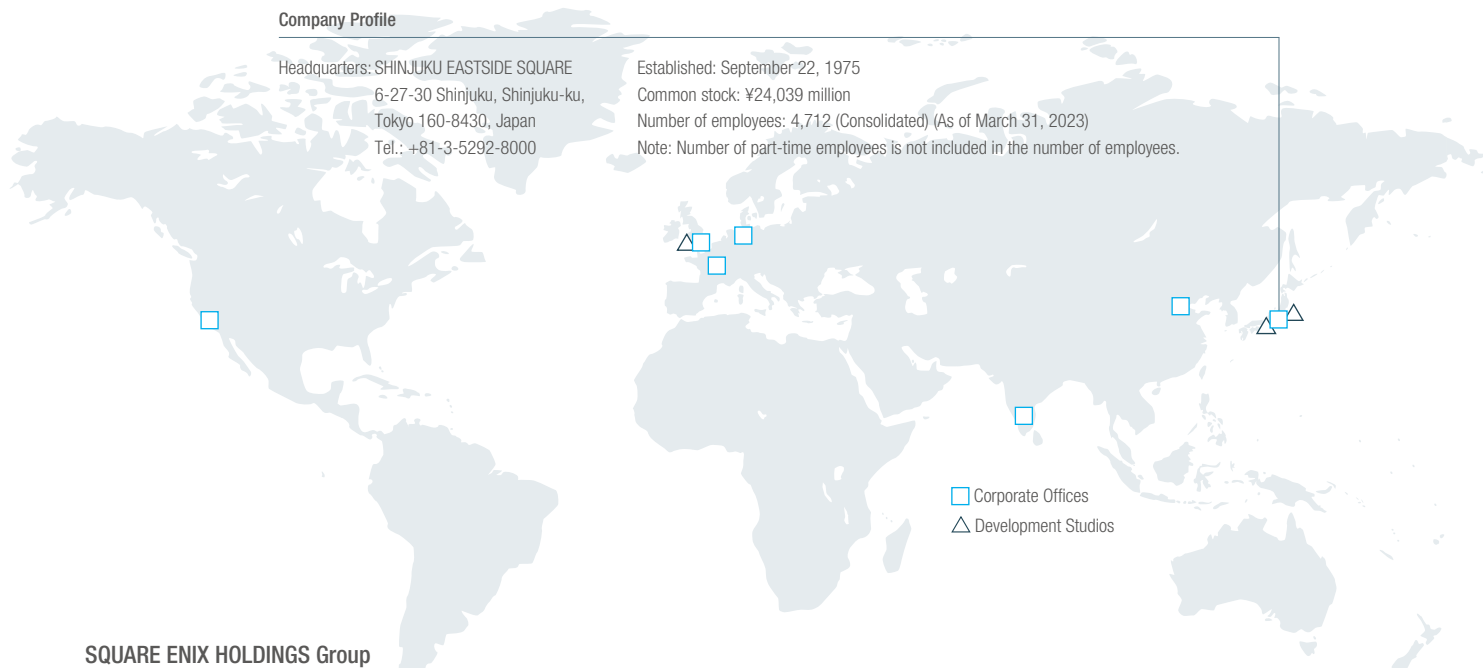 Company Profile
Headquarters: SHINJUKU EASTSIDE SQUARE
6-27-30 Shinjuku, Shinjuku-ku,
Tokyo 160-8430, Japan
Tel.: +81-3-5292-8000
Established: September 22, 1975
Common stock: ¥24,039 million
Number of employees: 4,712 (Consolidated) (As of March 31, 2023)
Note: Number of part-time employees is not included in the number of employees.
Corporate Offices
Development Studios
SQUARE ENIX HOLDINGS Group